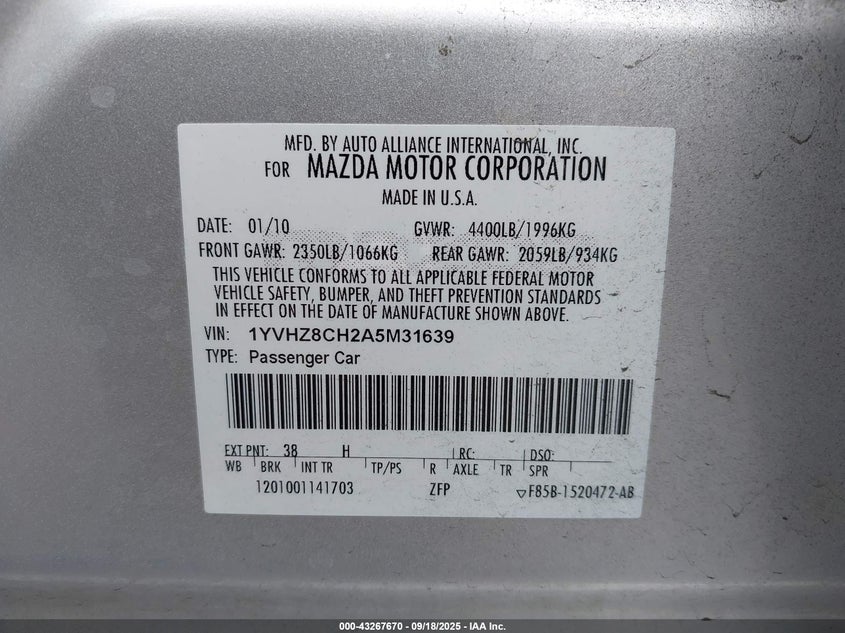 MFD. BY AUTO ALLIANCE INTERNATIONAL, INC.
FOR MAZDA MOTOR CORPORATION
MADE IN U.S.A.
DATE: 01/10 GVWR: 4400LB/1996KG
FRONT GAWR: 2350LB/1066KG REAR GAWR: 2059LB/934KG
THIS VEHICLE CONFORMS TO ALL APPLICABLE FEDERAL MOTOR
VEHICLE SAFETY, BUMPER, AND THEFT PREVENTION STANDARDS
IN EFFECT ON THE DATE OF MANUFACTURE SHOWN ABOVE.
VIN: 1YVHZ8CH2A5M31639
TYPE: Passenger Car
EXT PNT: 38 H RC: DSO:
WB BRK INT TR TP/PS R AXLE TR SPR
1201001141703 ZFP ▽F85B-1520472-AB
000-43267670 - 09/18/2025 - IAA Inc.